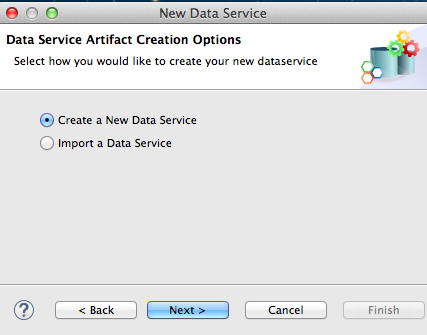 New Data Service
Data Service Artifact Creation Options
Select how you would like to create your new dataservice
Create a New Data Service
Import a Data Service
?
< Back
Next >
Cancel
Finish